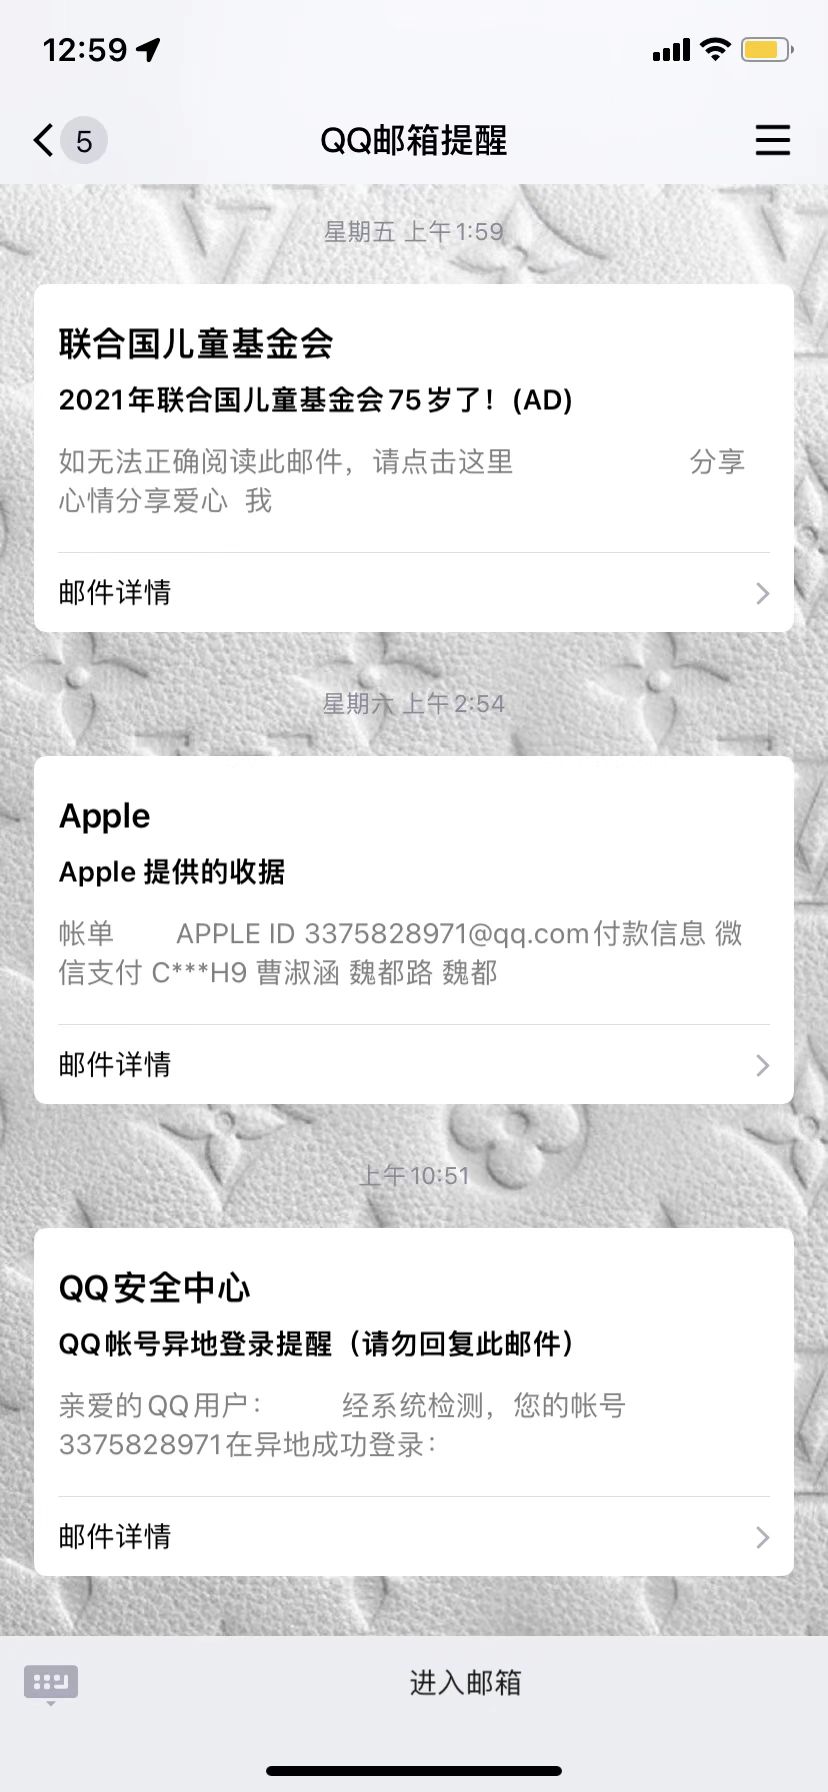 12:59
5
QQ邮箱提醒
星期五 上午1:59
联合国儿童基金会
2021年联合国儿童基金会75岁了！(AD)
如无法正确阅读此邮件，请点击这里 分享
心情分享爱心 我
邮件详情
星期六 上午2:54
Apple
Apple 提供的收据
帐单 APPLE ID 3375828971@qq.com付款信息 微
信支付 C***H9 曹淑涵 魏都路 魏都
邮件详情
上午10:51
QQ安全中心
QQ帐号异地登录提醒（请勿回复此邮件）
亲爱的QQ用户： 经系统检测，您的帐号
3375828971在异地成功登录：
邮件详情
进入邮箱